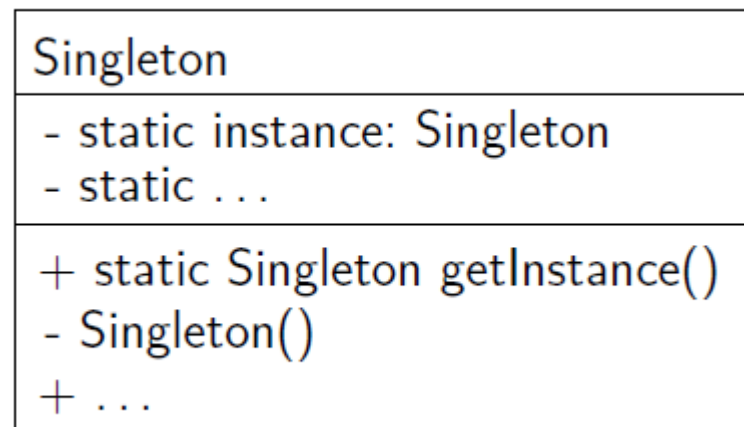 Singleton
- static instance: Singleton
- static ...
+ static Singleton getInstance()
- Singleton()
+ ...